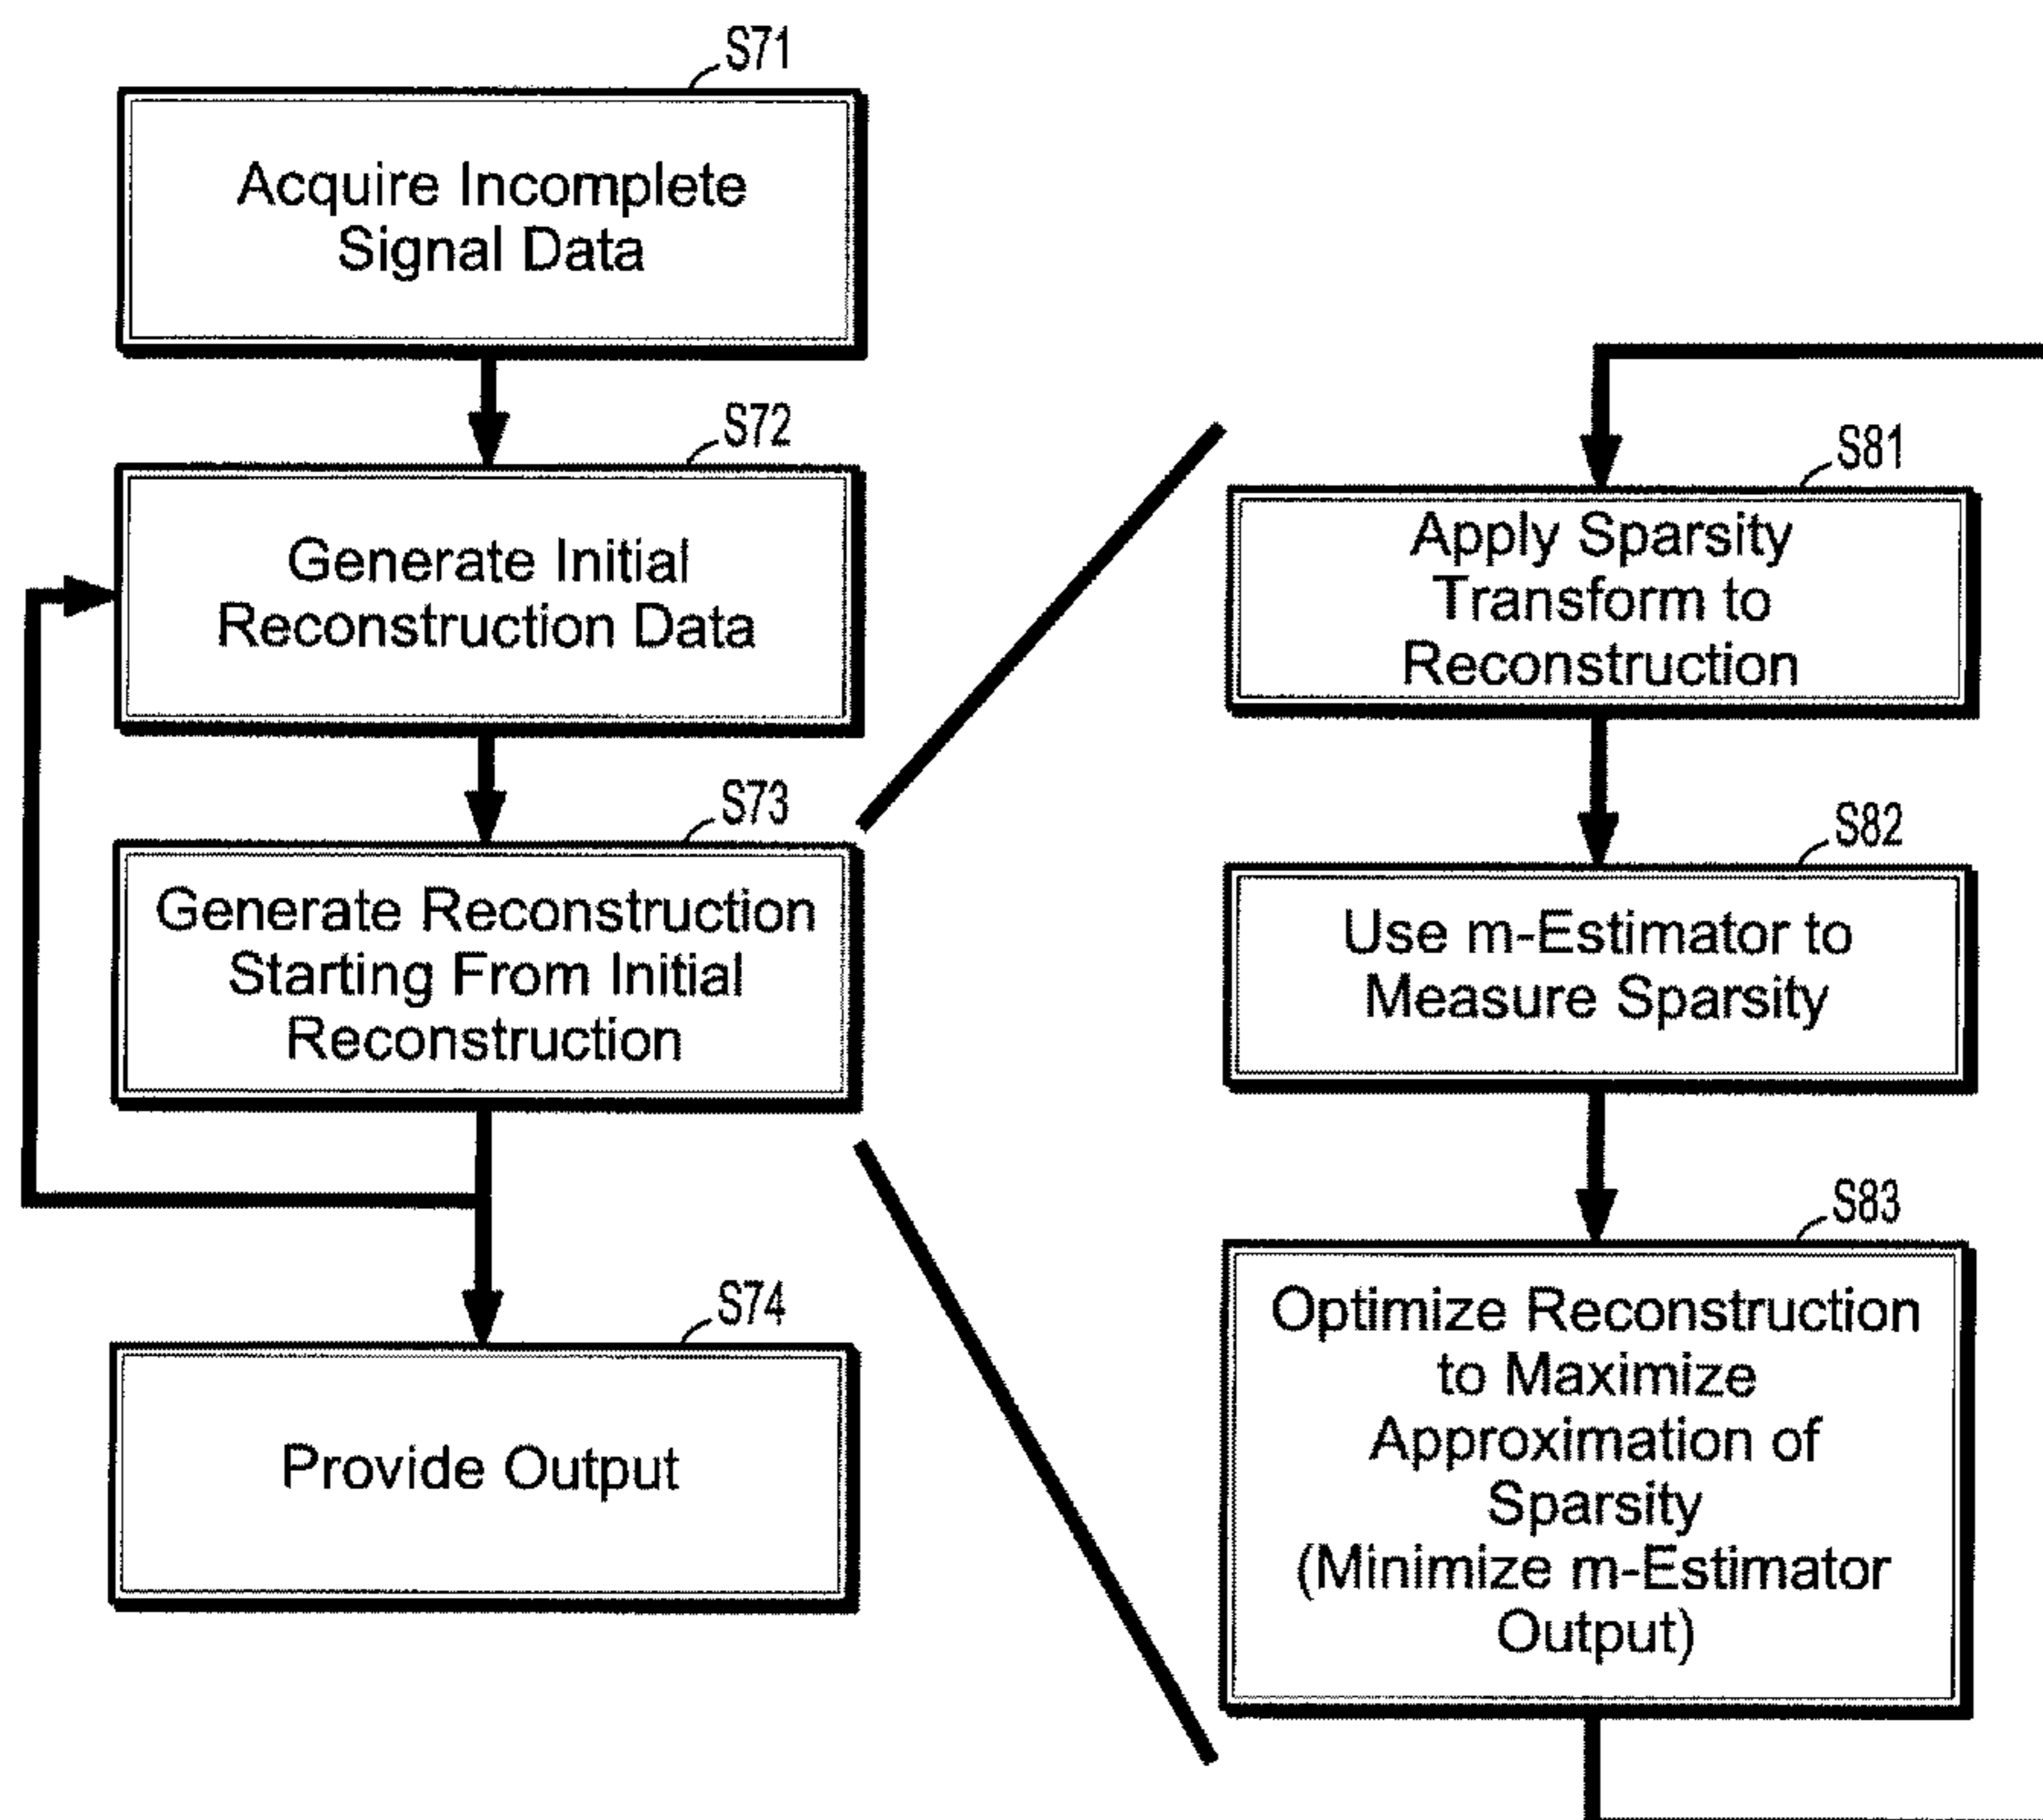 S71
Acquire Incomplete
Signal Data
S72
Generate Initial
Reconstruction Data
S73
Generate Reconstruction
Starting From Initial
Reconstruction
S74
Provide Output
S81
Apply Sparsity
Transform to
Reconstruction
S82
Use m-Estimator to
Measure Sparsity
S83
Optimize Reconstruction
to Maximize
Approximation of
Sparsity
(Minimize m-Estimator
Output)